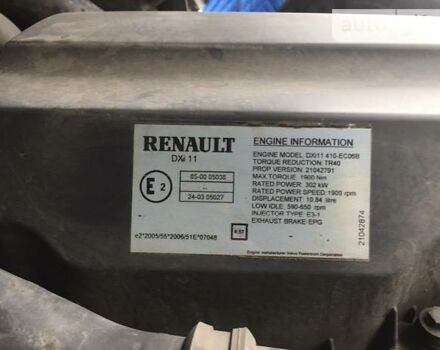 RENAULT
DXi 11
E 2
85-00 05038
--
24-03 05027
e2*2005/55*2006/51E*07048
ENGINE INFORMATION
ENGINE MODEL: DXi11 410-EC06B
TORQUE REDUCTION: TR40
PROP VERSION: 21042791
MAX TORQUE: 1900 Nm
RATED POWER: 302 kW
RATED POWER SPEED: 1900 rpm
DISPLACEMENT: 10.84 litre
LOW IDLE: 590-650 rpm
INJECTOR TYPE: E3-1
EXHAUST BRAKE EPG
Engine manufacturer Volvo Powertrain Corporation
21042874